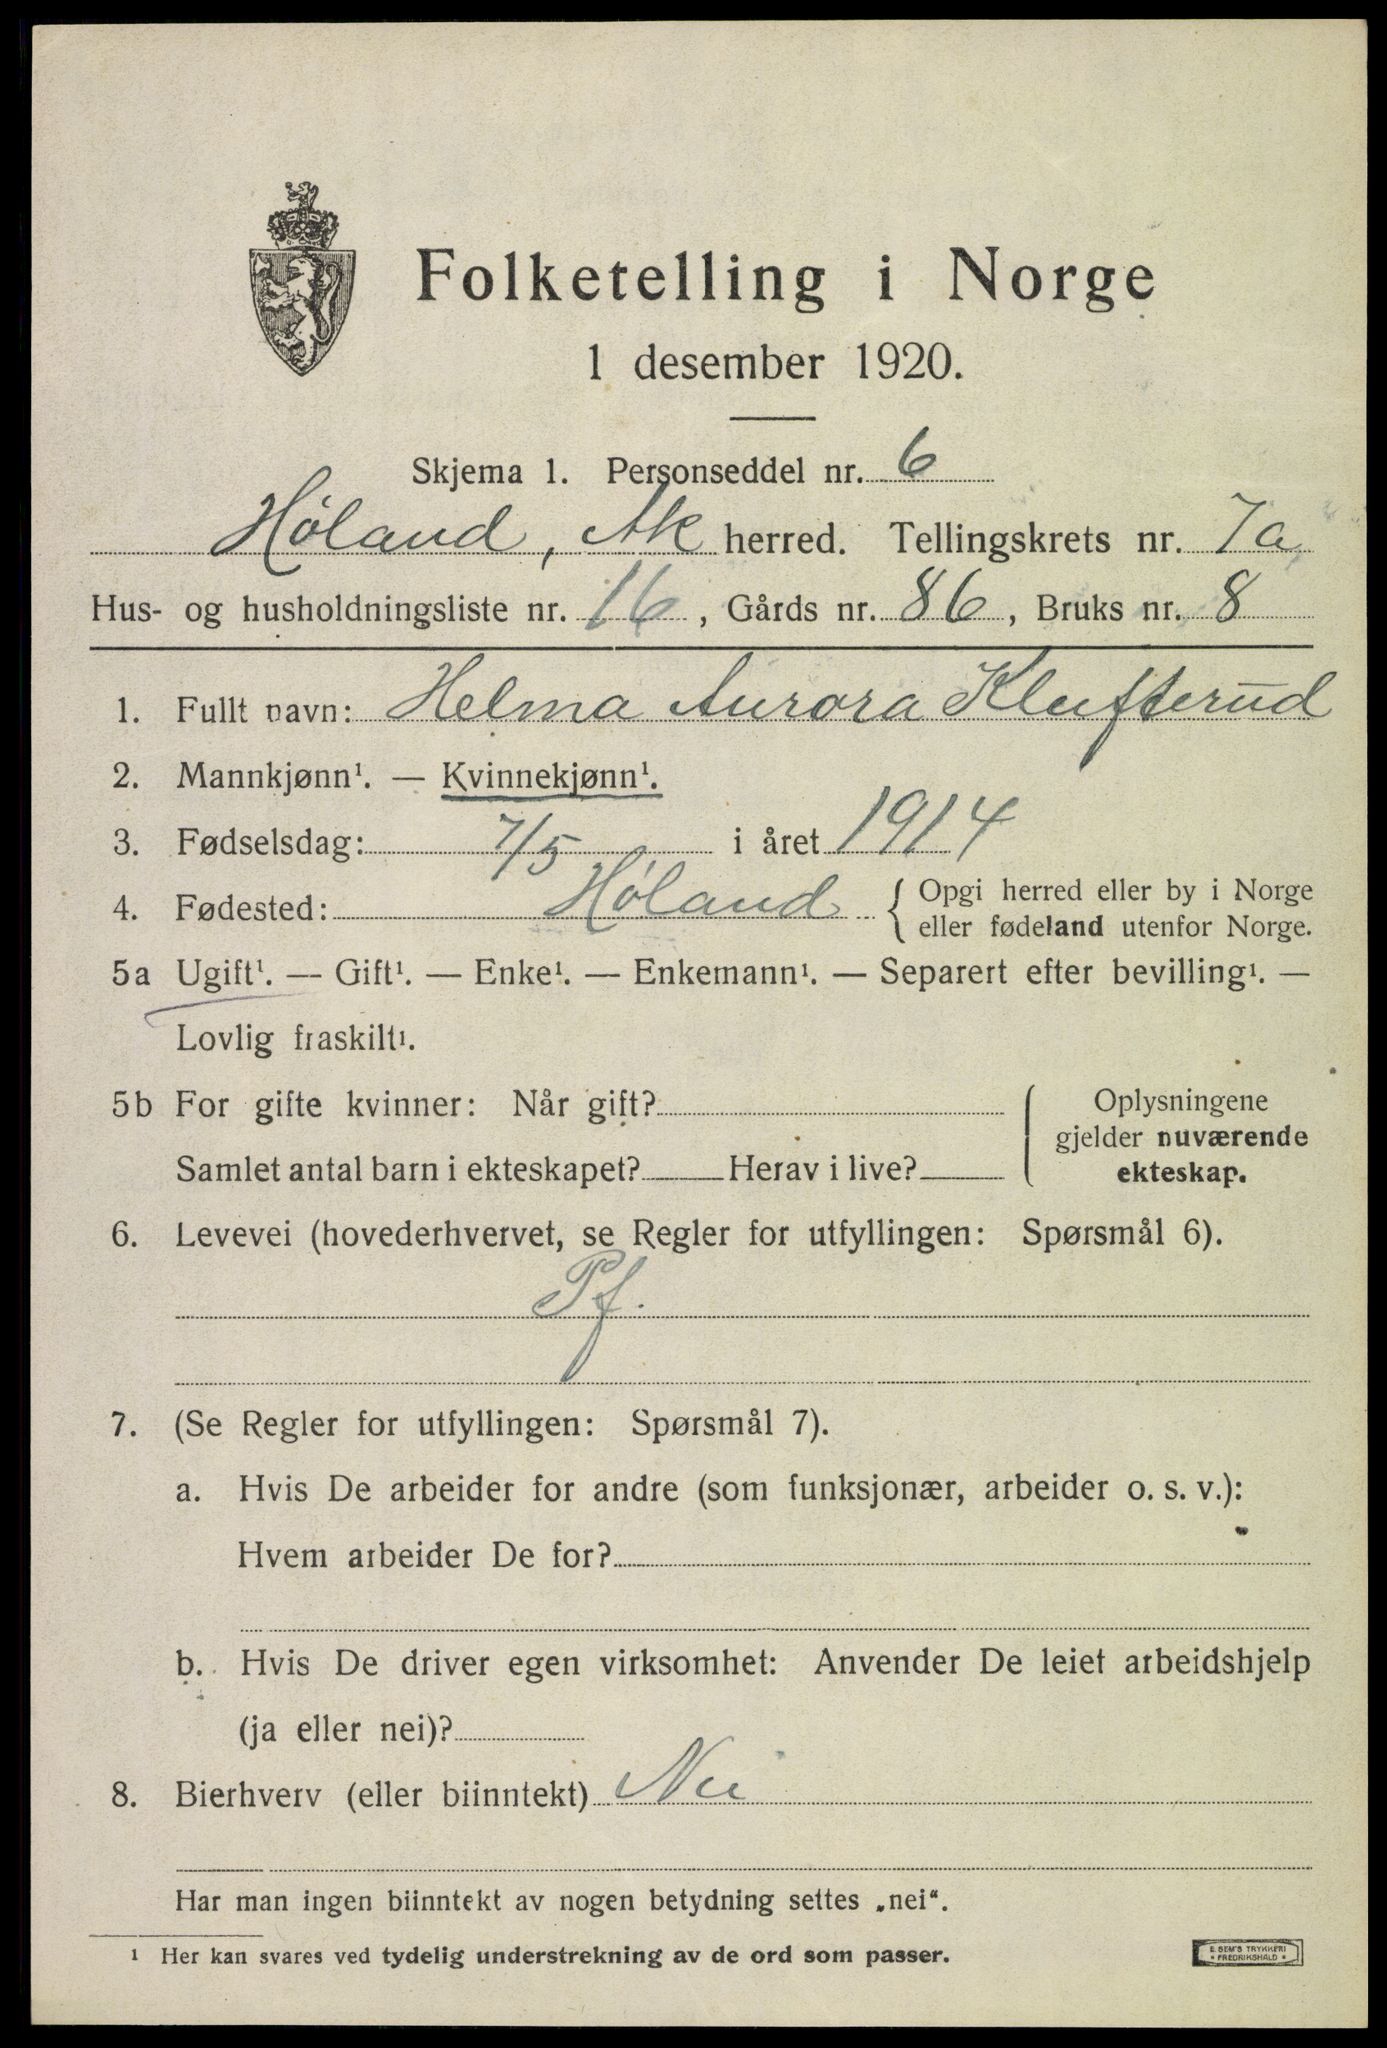 Folketelling i Norge
1 desember 1920.
Skjema 1. Personseddel nr. 6
Høland, Ak herred. Tellingskrets nr. 7a
Hus- og husholdningsliste nr. 16, Gårds nr. 86, Bruks nr. 8
1. Fullt navn: Helma Aurora Klufterud
2. Mannkjønn¹. — Kvinnekjønn¹.
3. Fødselsdag: 7/5 i året 1914
4. Fødested: Høland { Opgi herred eller by i Norge
eller fødeland utenfor Norge.
5a Ugift¹. — Gift¹. — Enke¹. — Enkemann¹. — Separert efter bevilling¹. —
Lovlig fraskilt¹.
5b For gifte kvinner: Når gift?
Samlet antal barn i ekteskapet? Herav i live?
Oplysningene
gjelder nuværende
ekteskap.
6. Levevei (hovederhvervet, se Regler for utfyllingen: Spørsmål 6).
Pf.
7. (Se Regler for utfyllingen: Spørsmål 7).
a. Hvis De arbeider for andre (som funksjonær, arbeider o. s. v.):
Hvem arbeider De for?
b. Hvis De driver egen virksomhet: Anvender De leiet arbeidshjelp
(ja eller nei)?
8. Bierhverv (eller biinntekt) Nei
Har man ingen biinntekt av nogen betydning settes „nei“.
¹ Her kan svares ved tydelig understrekning av de ord som passer.
E. SEM'S TRYKKERI
• FREDRIKSHALD •